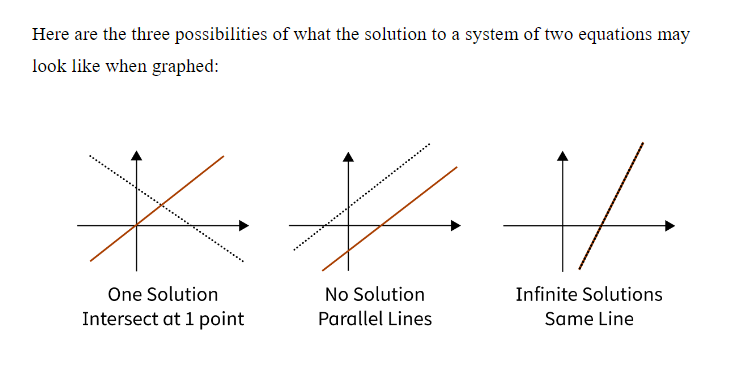 Here are the three possibilities of what the solution to a system of two equations may
look like when graphed:
One Solution
Intersect at 1 point
No Solution
Parallel Lines
Infinite Solutions
Same Line